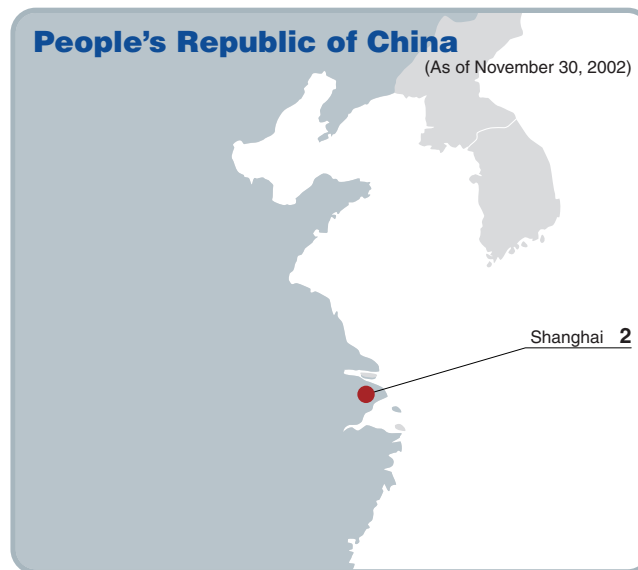 People's Republic of China
(As of November 30, 2002)
Shanghai 2